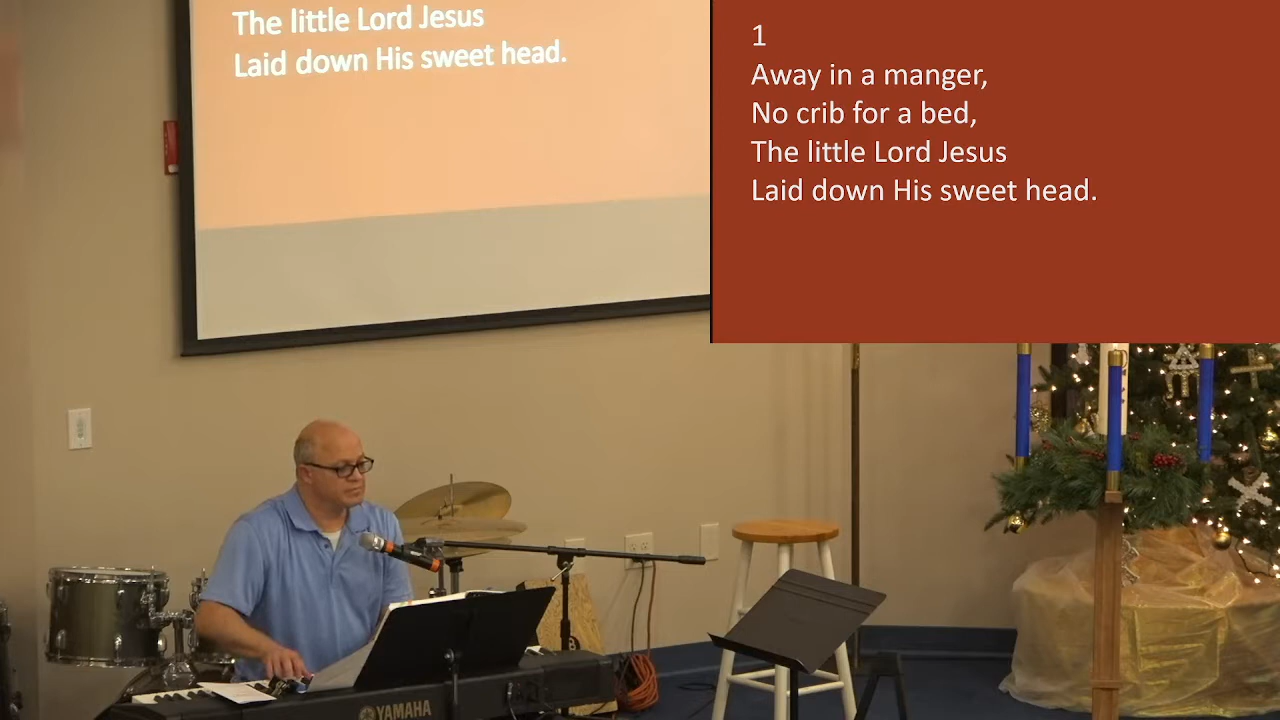 The little Lord Jesus
Laid down His sweet head.
1
Away in a manger,
No crib for a bed,
The little Lord Jesus
Laid down His sweet head.
YAMAHA